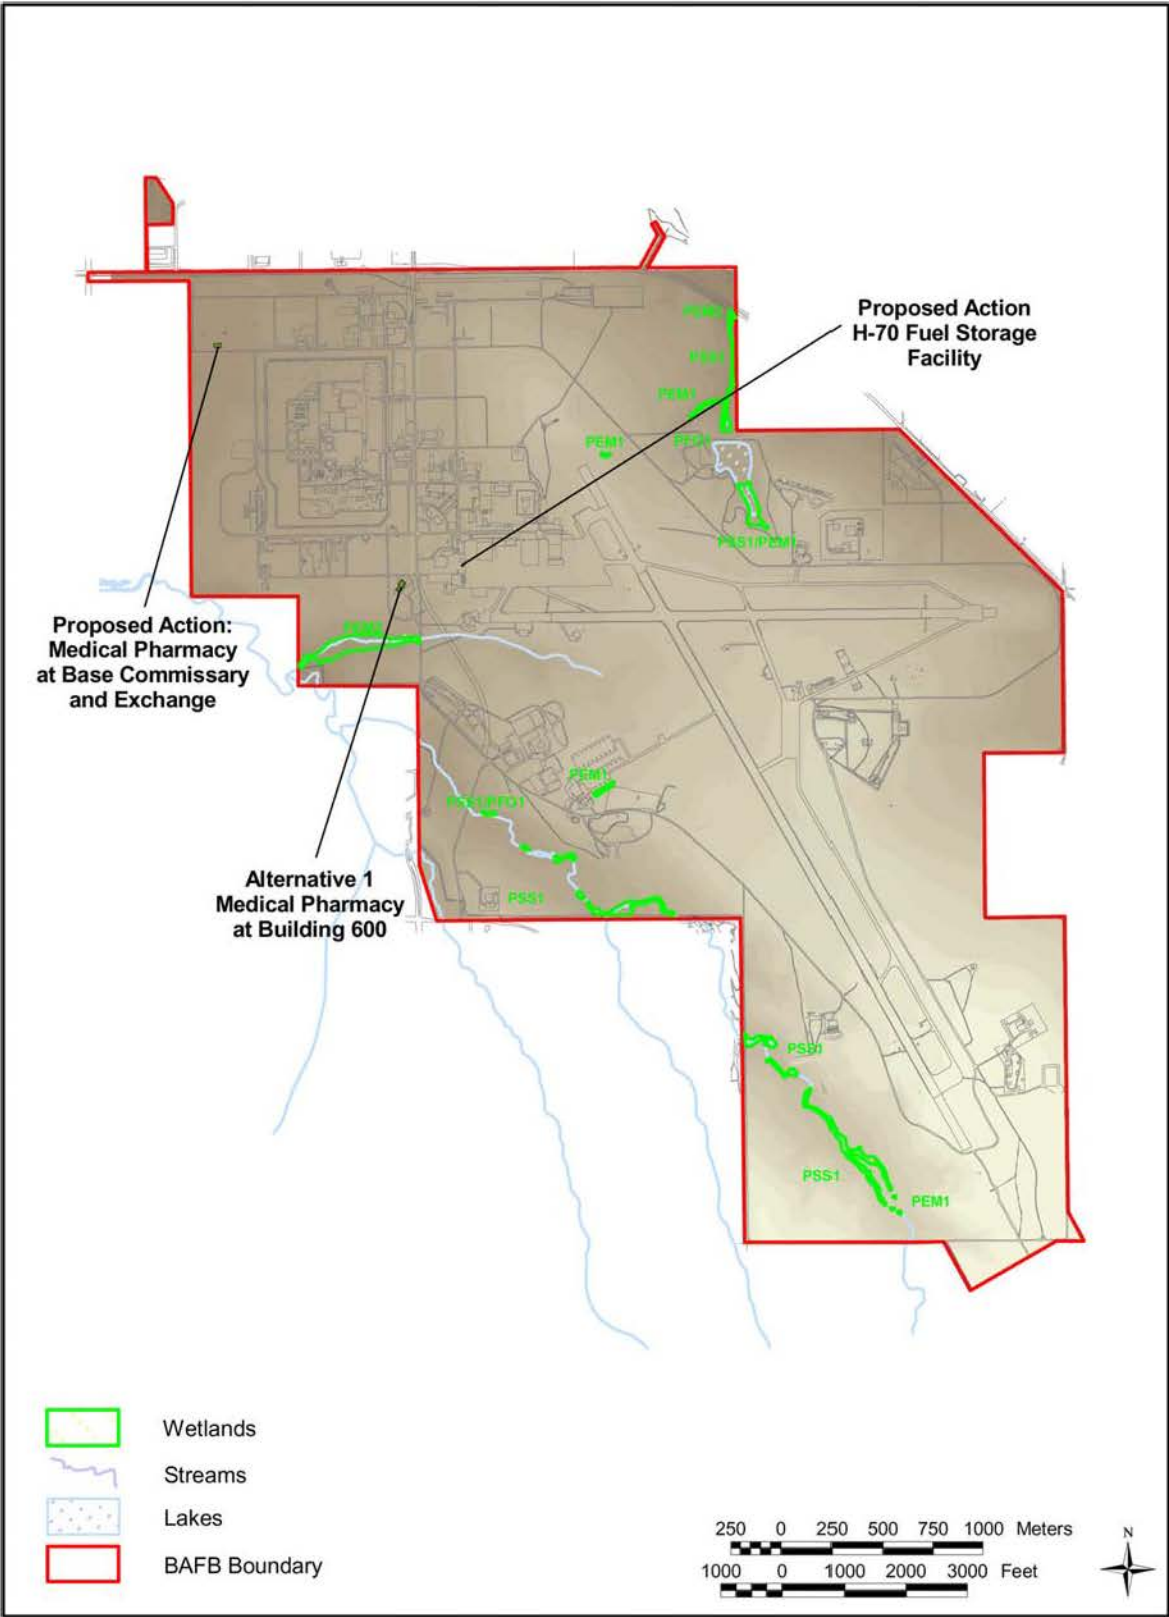 Proposed Action
H-70 Fuel Storage
Facility
PSS1
PEM1
PEM1
PFO1
PSS1/PEM1
Proposed Action:
Medical Pharmacy
at Base Commissary
and Exchange
PEM1
PSS1/PFO1
Alternative 1
Medical Pharmacy
at Building 600
PSS1
PSS1
PSS1
PEM1
Wetlands
Streams
Lakes
BAFB Boundary
250 0 250 500 750 1000 Meters
1000 0 1000 2000 3000 Feet
N